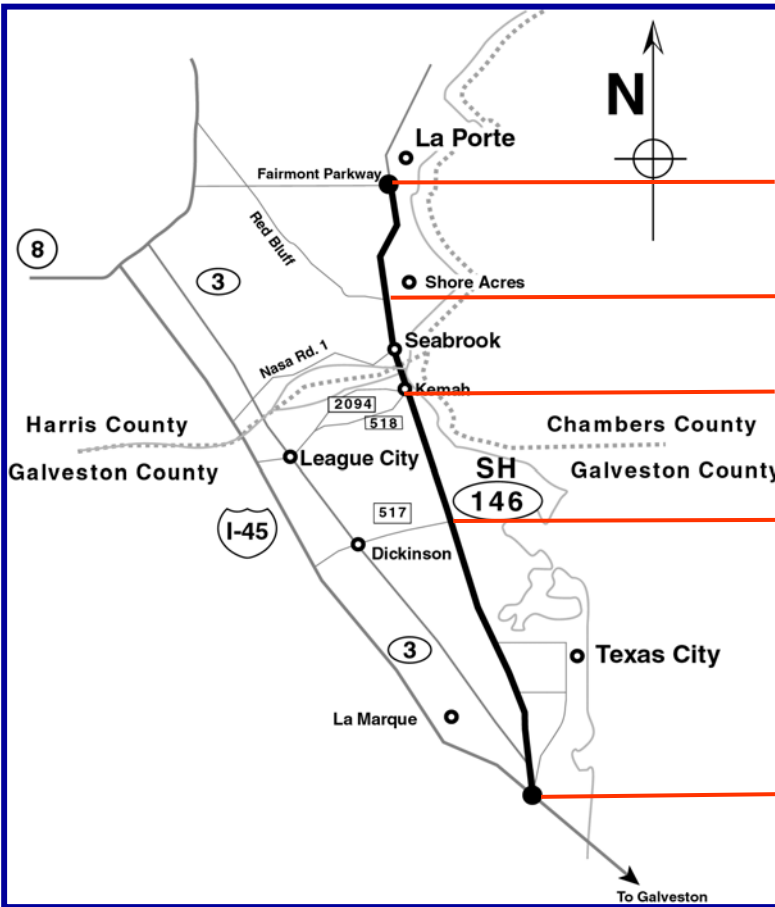 N
La Porte
Fairmont Parkway
8
Red Bluff
3
Shore Acres
Seabrook
Nasa Rd. 1
Kemah
2094
518
Harris County
Chambers County
Galveston County
League City
SH
146
Galveston County
517
I-45
Dickinson
3
Texas City
La Marque
To Galveston